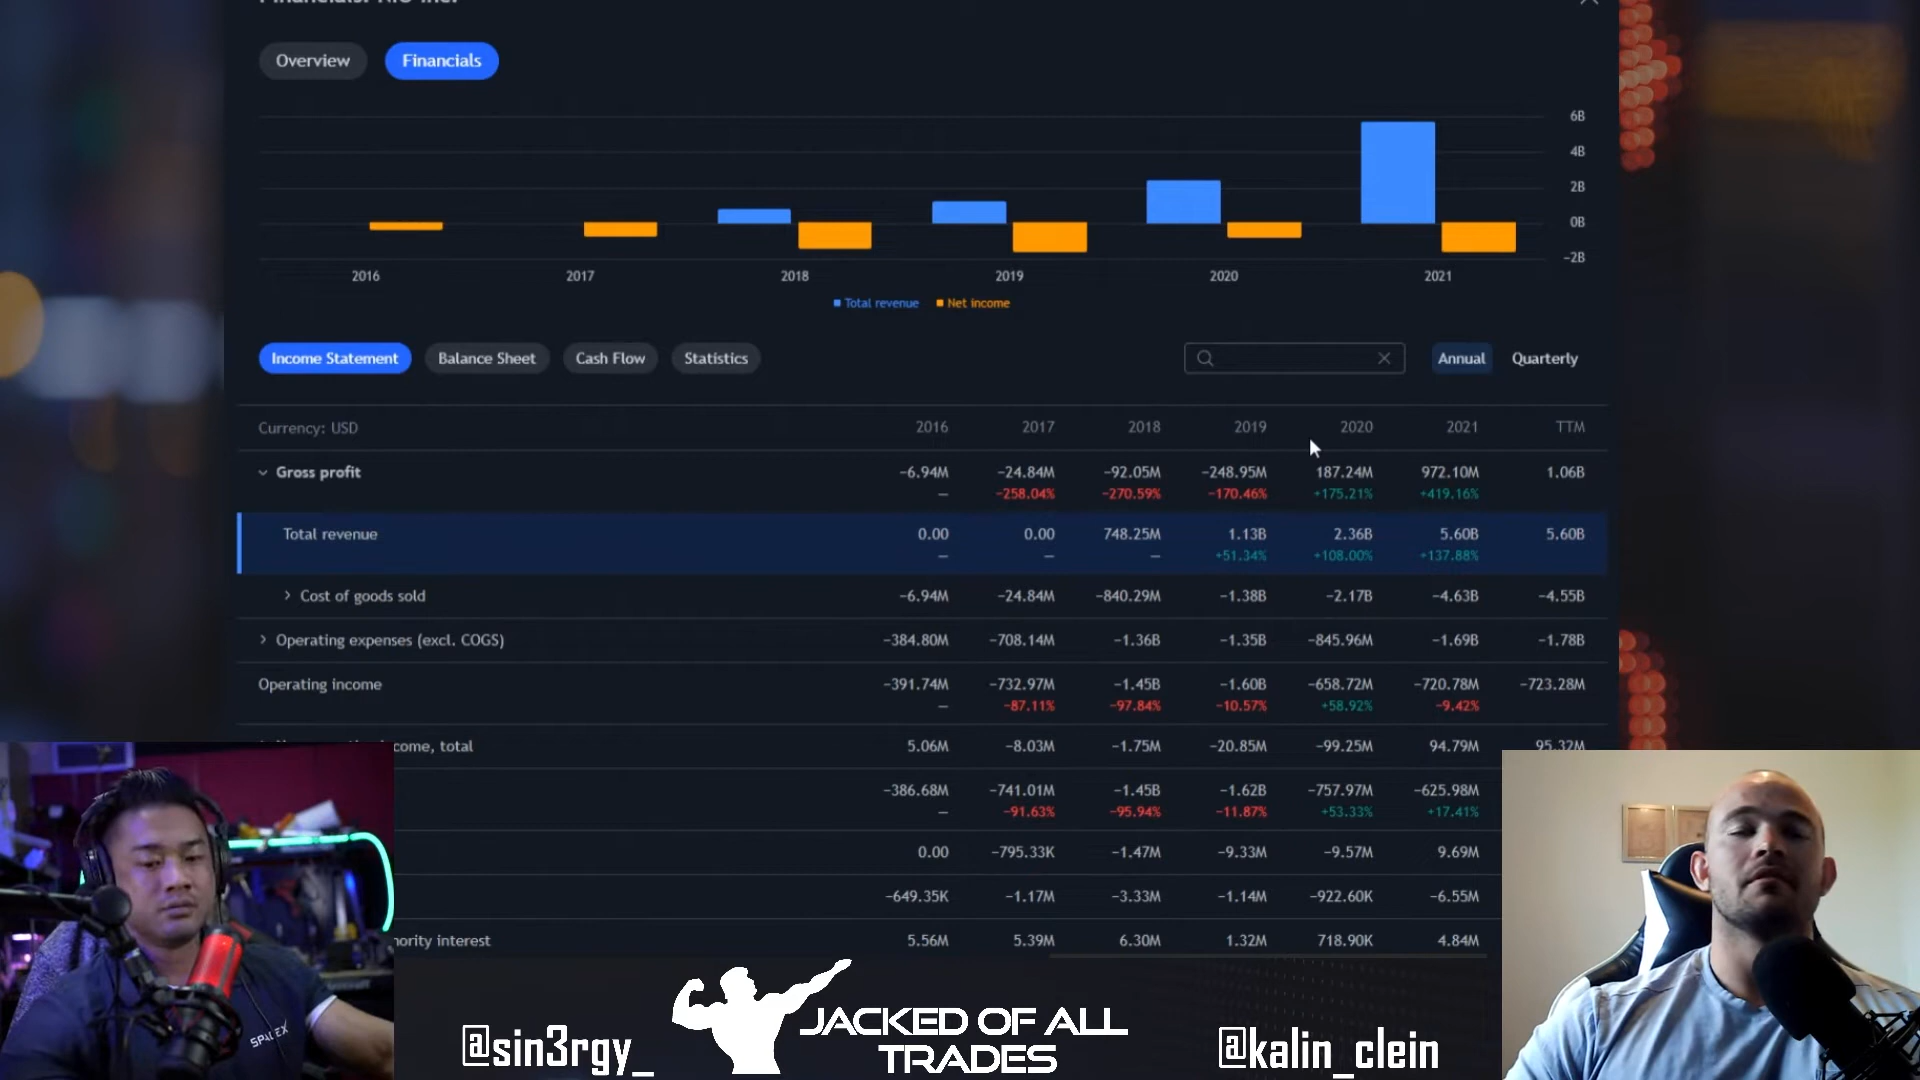 Financials: NIO Inc.
Overview Financials
6B
4B
2B
0B
−2B
2016 2017 2018 2019 2020 2021
Total revenue Net income
Income Statement Balance Sheet Cash Flow Statistics Annual Quarterly
Currency: USD 2016 2017 2018 2019 2020 2021 TTM
Gross profit −6.94M −24.84M −92.05M −248.95M 187.24M 972.10M 1.06B
— −258.04% −270.59% −170.46% +175.21% +419.16%
Total revenue 0.00 0.00 748.25M 1.13B 2.36B 5.60B 5.60B
— — — +51.34% +108.00% +137.88%
Cost of goods sold −6.94M −24.84M −840.29M −1.38B −2.17B −4.63B −4.55B
Operating expenses (excl. COGS) −384.80M −708.14M −1.36B −1.35B −845.96M −1.69B −1.78B
Operating income −391.74M −732.97M −1.45B −1.60B −658.72M −720.78M −723.28M
— −87.11% −97.84% −10.57% +58.92% −9.42%
come, total 5.06M −8.03M −1.75M −20.85M −99.25M 94.79M 95.32M
−386.68M −741.01M −1.45B −1.62B −757.97M −625.98M
— −91.63% −95.94% −11.87% +53.33% +17.41%
0.00 −795.33K −1.47M −9.33M −9.57M 9.69M
−649.35K −1.17M −3.33M −1.14M −922.60K −6.55M
nority interest 5.56M 5.39M 6.30M 1.32M 718.90K 4.84M
SPALEX
@sin3rgy_
JACKED OF ALL
TRADES
@kalin_clein